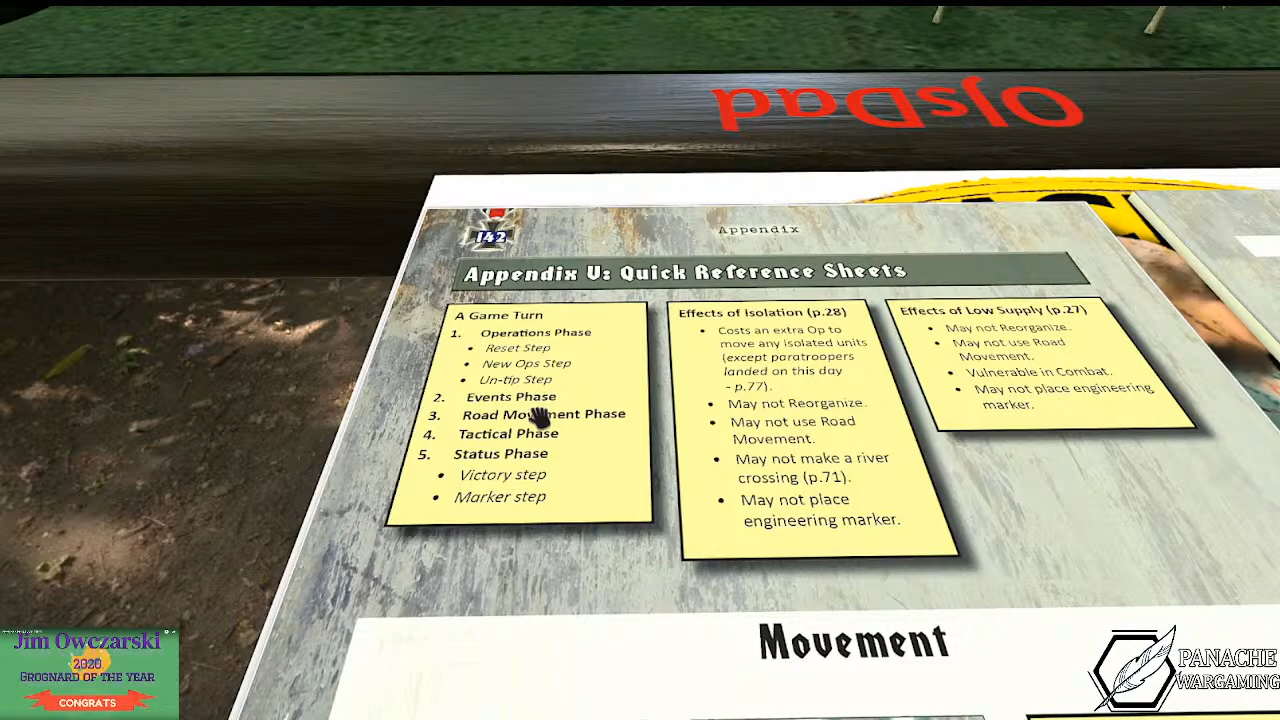 OlsDad
142
Appendix
Appendix V: Quick Reference Sheets
A Game Turn
1. Operations Phase
• Reset Step
• New Ops Step
• Un-tip Step
2. Events Phase
3. Road Movement Phase
4. Tactical Phase
5. Status Phase
• Victory step
• Marker step
Effects of Isolation (p.28)
• Costs an extra Op to
move any isolated units
(except paratroopers
landed on this day
- p.77).
• May not Reorganize.
• May not use Road
Movement.
• May not make a river
crossing (p.71).
• May not place
engineering marker.
Effects of Low Supply (p.27)
• May not Reorganize.
• May not use Road
Movement.
• Vulnerable in Combat.
• May not place engineering
marker.
Movement
Jim Owczarski
2020
GROGNARD OF THE YEAR
CONGRATS
PANACHE
WARGAMING